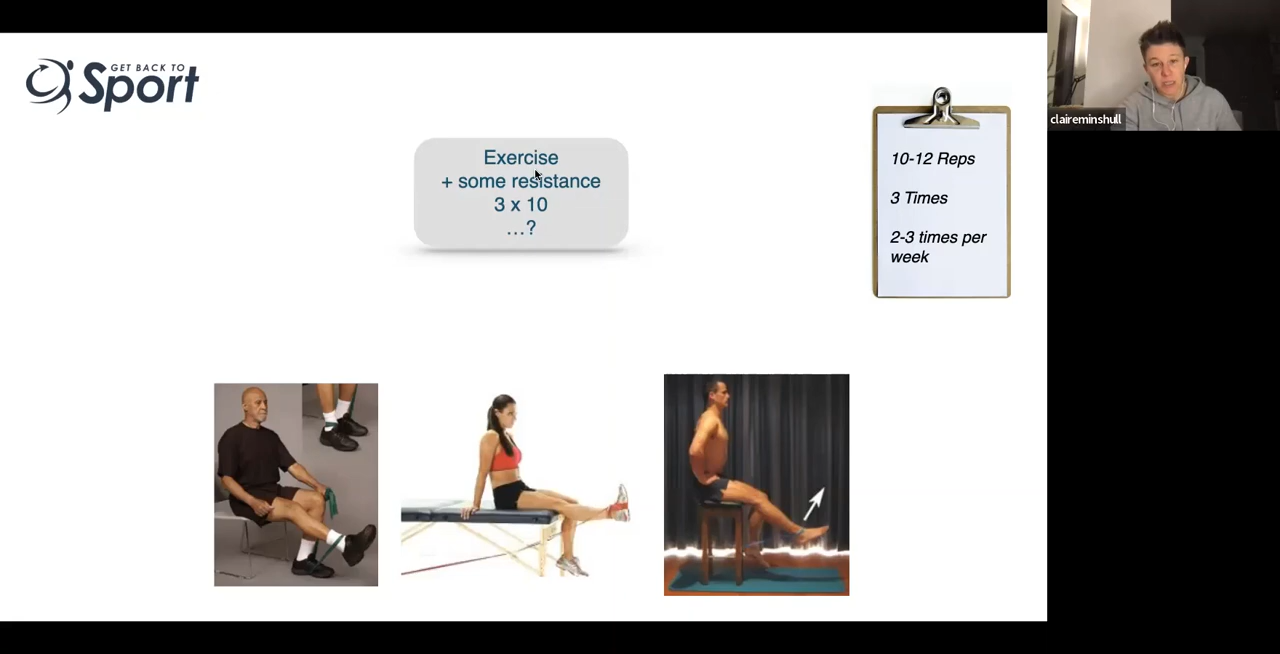 GET BACK TO
Sport
Exercise
+ some resistance
3 x 10
...?
10-12 Reps
3 Times
2-3 times per
week
claireminshull